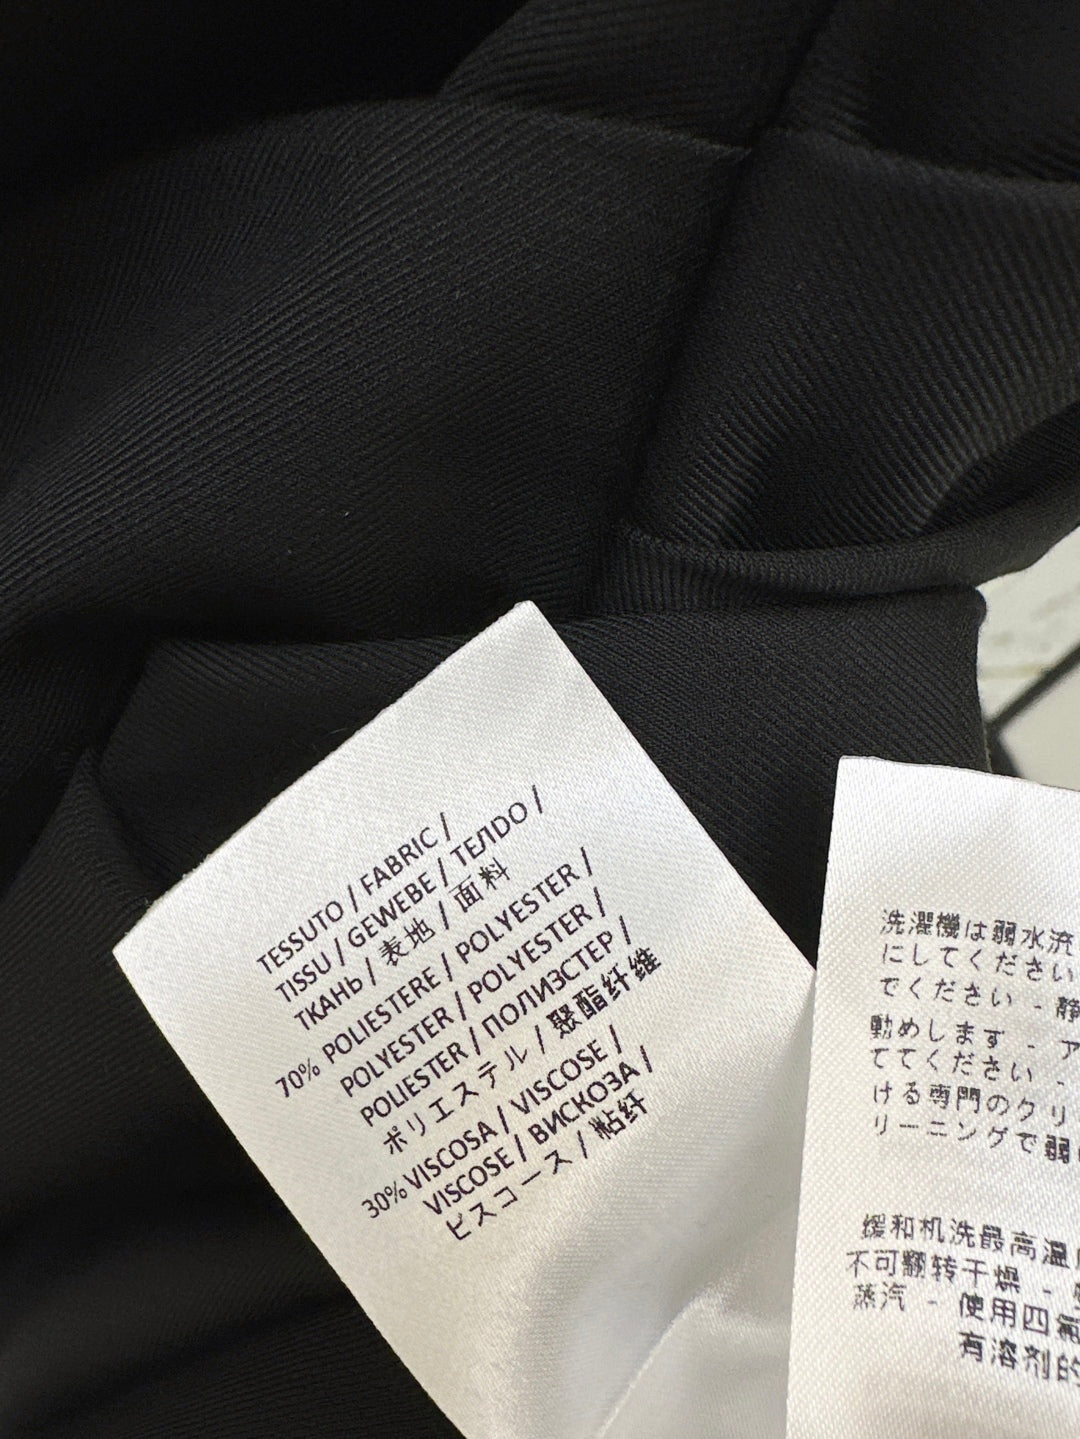 TESSUTO / FABRIC /
TISSU / GEWEBE / TEЛDO /
ТКАНЬ / 表地 / 面料
70% POLIESTERE / POLYESTER /
POLYESTER / POLYESTER /
POLIESTER / ПОЛИЭСТЕР /
ポリエステル / 聚酯纤维
30% VISCOSA / VISCOSE /
VISCOSE / ВИСКОЗА /
ビスコース / 粘纤
洗濯機は弱水流
にしてください
でください - 静
勧めします - ア
ててください -
ける専門のクリ
リーニングで弱
缓和机洗最高温
不可翻转干燥 -
蒸汽 - 使用四氯
有溶剂的